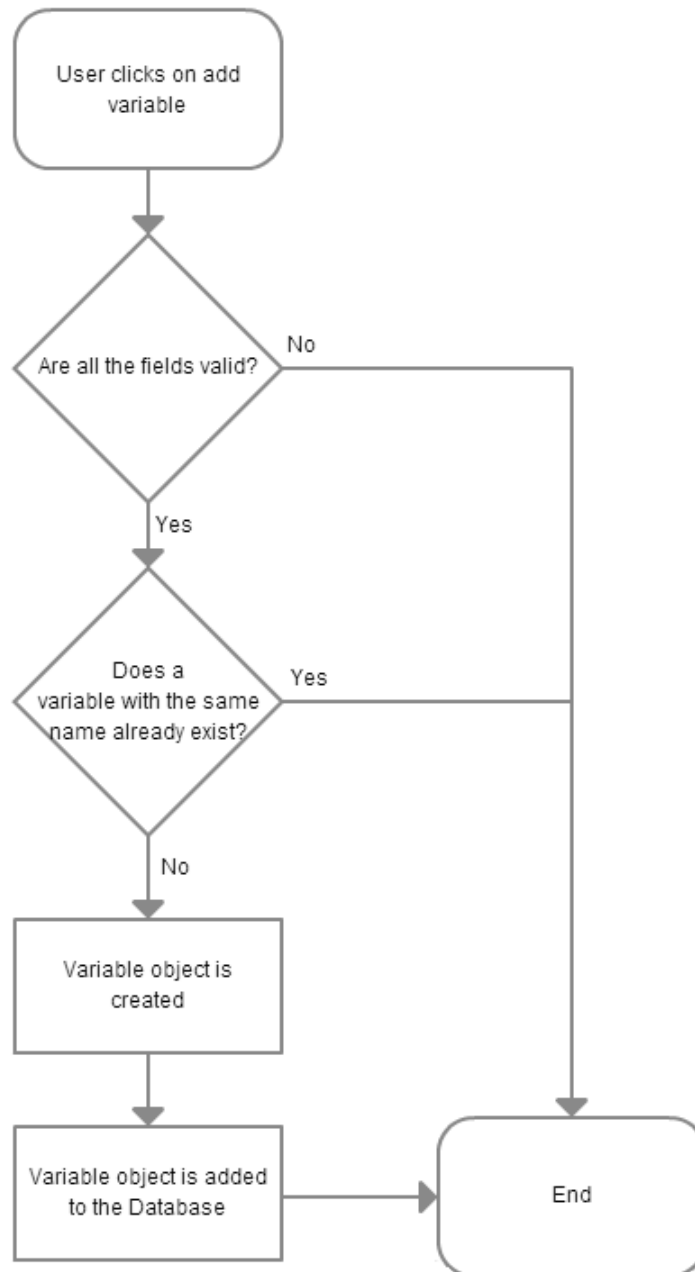 User clicks on add
variable
Are all the fields valid?
No
Yes
Does a
variable with the same
name already exist?
Yes
No
Variable object is
created
Variable object is added
to the Database
End